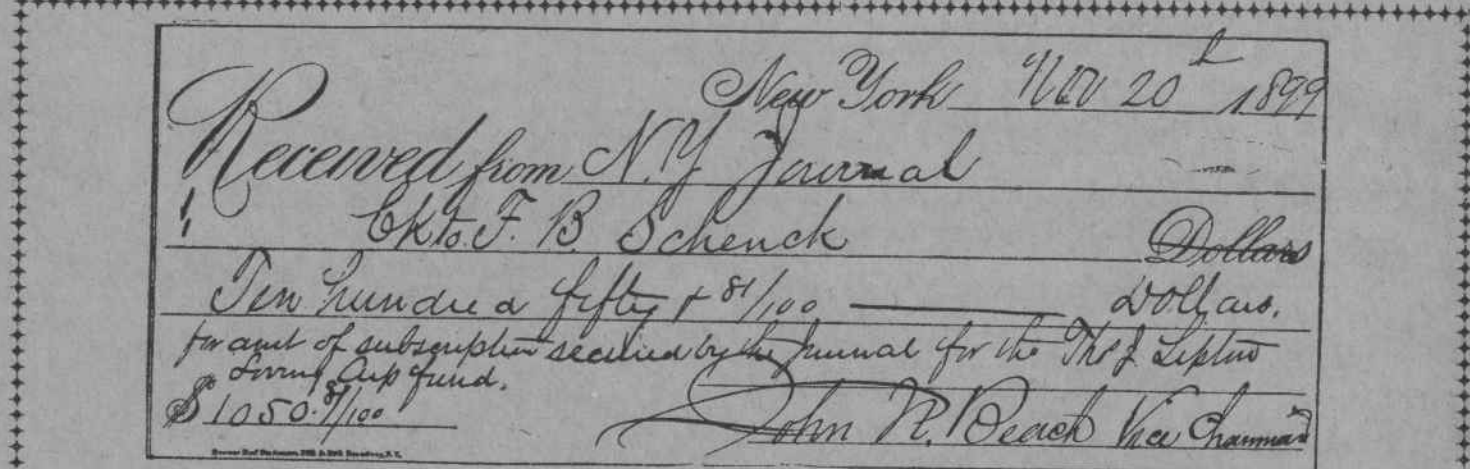 New York Nov 20th 1899
Received from N.Y Journal
Ck to F. B. Schenck Dollars
Ten hundred fifty + 81/100 Dollars.
for amt of subscription secured by the Journal for the Thos J Lipton
Loving Cup fund.
$1050.81/100
John N. Beach Vice Chairman